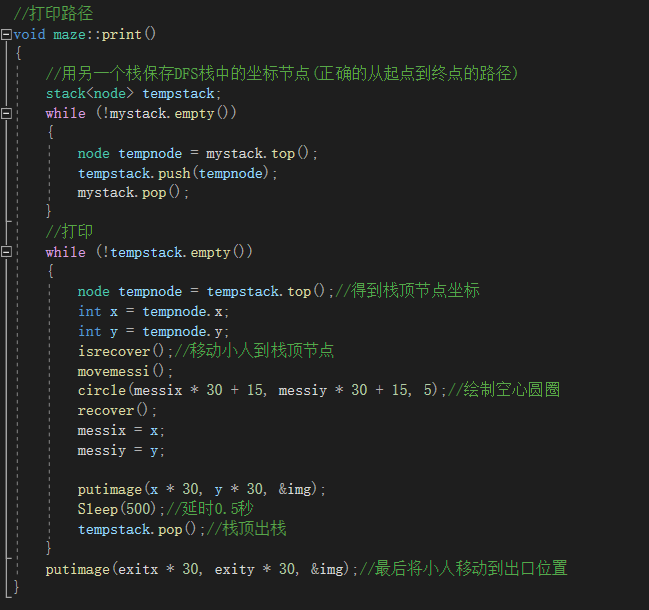 //打印路径
void maze::print()
{
//用另一个栈保存DFS栈中的坐标节点(正确的从起点到终点的路径)
stack<node> tempstack;
while (!mystack.empty())
{
node tempnode = mystack.top();
tempstack.push(tempnode);
mystack.pop();
}
//打印
while (!tempstack.empty())
{
node tempnode = tempstack.top();//得到栈顶节点坐标
int x = tempnode.x;
int y = tempnode.y;
isrecover();//移动小人到栈顶节点
movemessi();
circle(messix * 30 + 15, messiy * 30 + 15, 5);//绘制空心圆圈
recover();
messix = x;
messiy = y;
putimage(x * 30, y * 30, &img);
Sleep(500);//延时0.5秒
tempstack.pop();//栈顶出栈
}
putimage(exitx * 30, exity * 30, &img);//最后将小人移动到出口位置
}